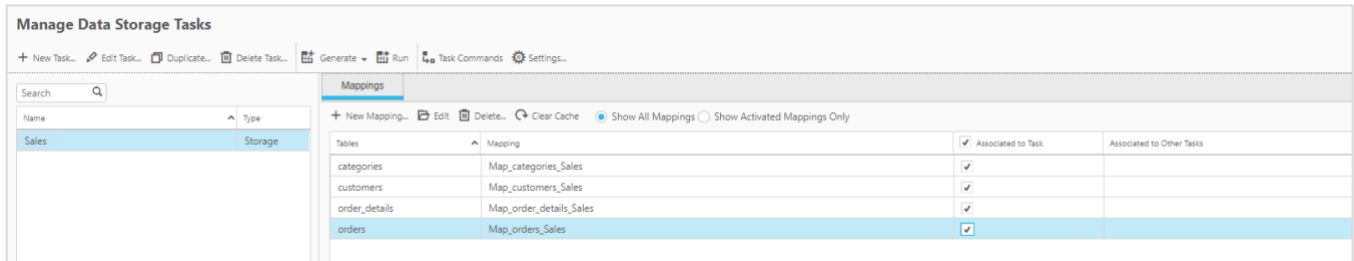 Manage Data Storage Tasks
New Task... Edit Task... Duplicate... Delete Task... Generate Run Task Commands Settings...
Search
Mappings
Name Type
New Mapping... Edit Delete... Clear Cache Show All Mappings Show Activated Mappings Only
Sales Storage
Tables Mapping Associated to Task Associated to Other Tasks
categories Map_categories_Sales
customers Map_customers_Sales
order_details Map_order_details_Sales
orders Map_orders_Sales